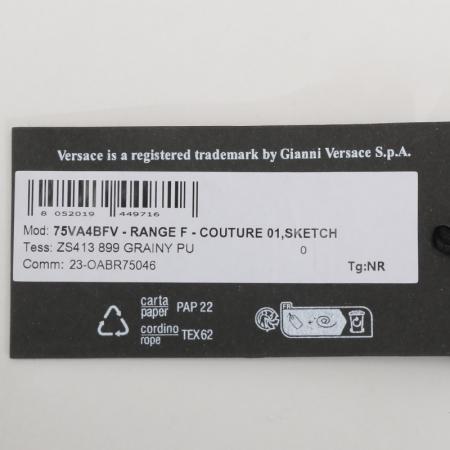 Versace is a registered trademark by Gianni Versace S.p.A.
8 052019 449716
Mod: 75VA4BFV - RANGE F - COUTURE 01,SKETCH
Tess: ZS413 899 GRAINY PU 0
Comm: 23-OABR75046 Tg:NR
carta
paper PAP 22
cordino
rope TEX62
FR